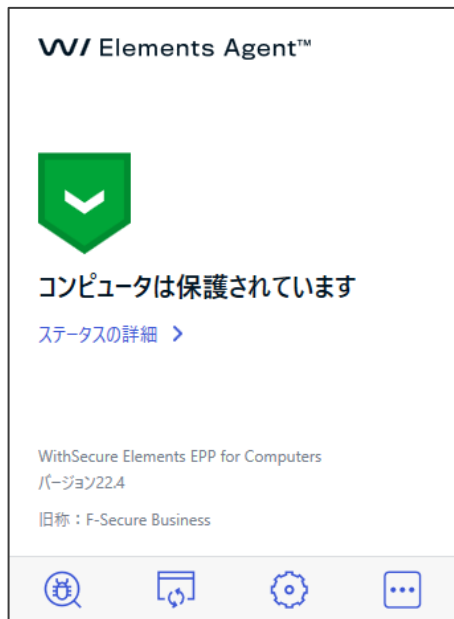 W/ Elements Agent™
コンピュータは保護されています
ステータスの詳細 >
WithSecure Elements EPP for Computers
バージョン22.4
旧称：F-Secure Business